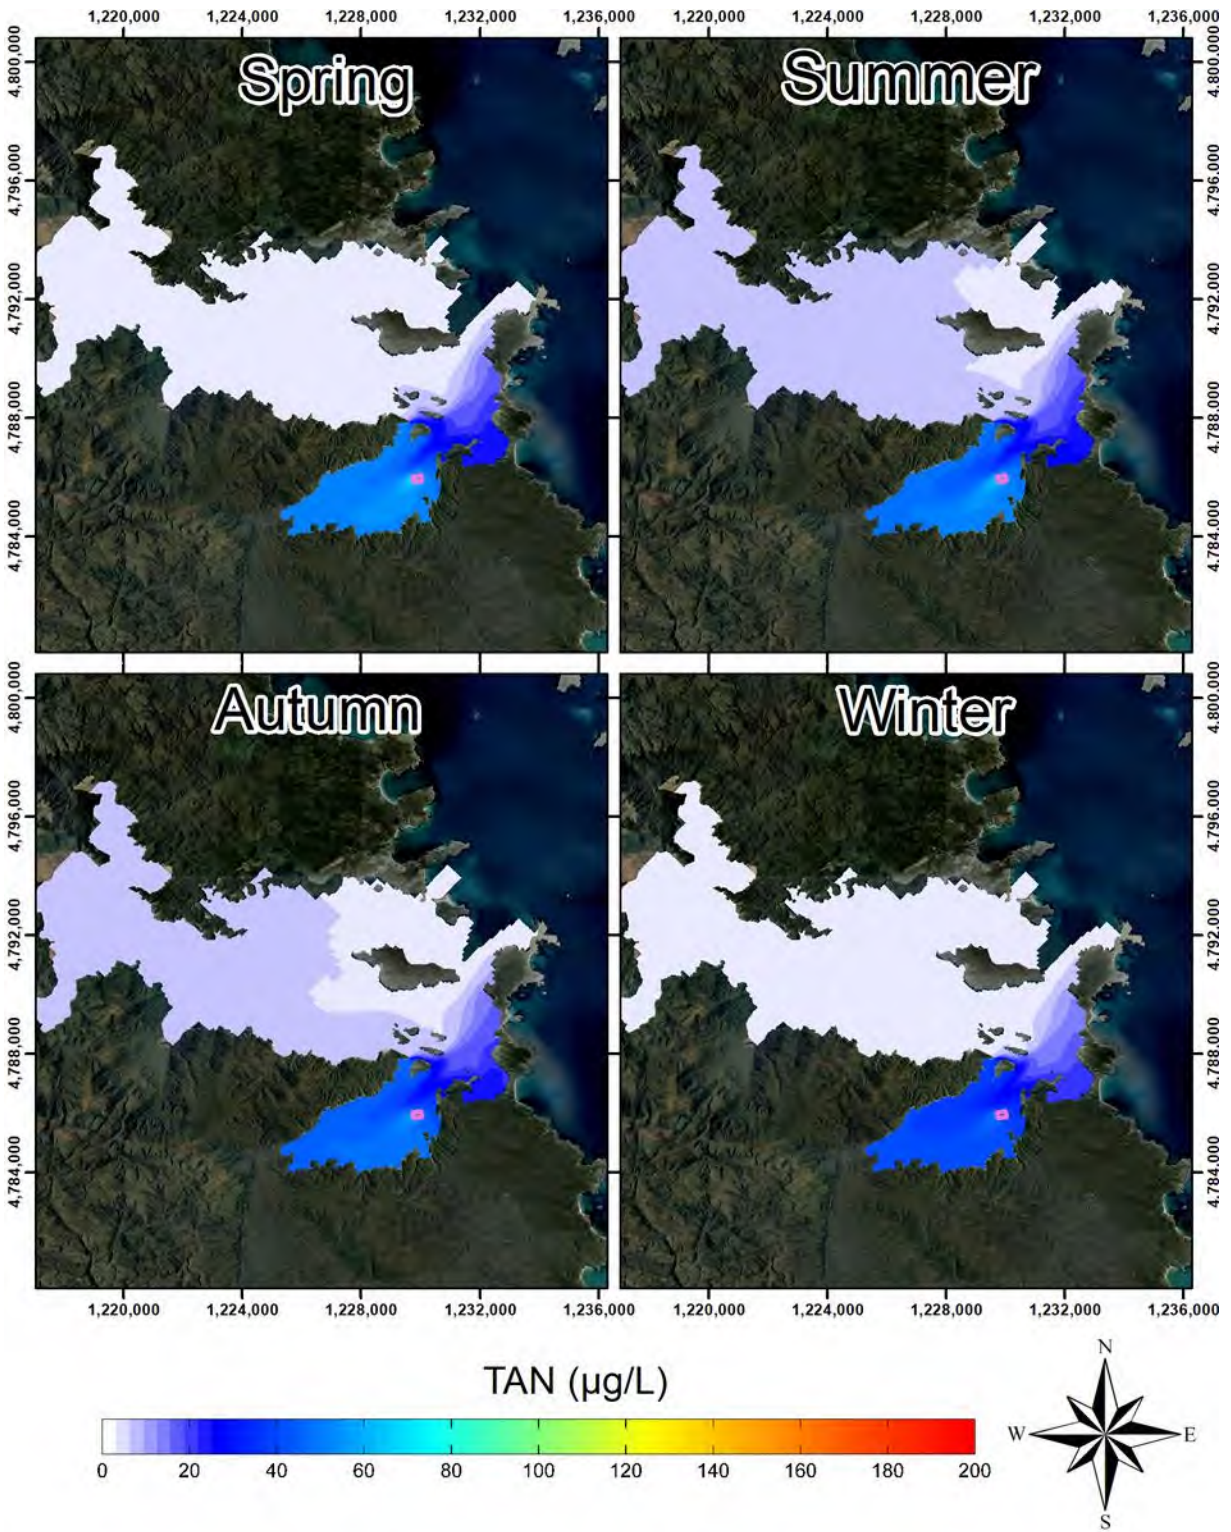 1,220,000 1,224,000 1,228,000 1,232,000 1,236,000 1,220,000 1,224,000 1,228,000 1,232,000 1,236,000
Spring
Summer
4,800,000 4,800,000
4,796,000 4,796,000
4,792,000 4,792,000
4,788,000 4,788,000
4,784,000 4,784,000
Autumn
Winter
4,800,000 4,800,000
4,796,000 4,796,000
4,792,000 4,792,000
4,788,000 4,788,000
4,784,000 4,784,000
1,220,000 1,224,000 1,228,000 1,232,000 1,236,000 1,220,000 1,224,000 1,228,000 1,232,000 1,236,000
TAN (µg/L)
0 20 40 60 80 100 120 140 160 180 200
N
W E
S